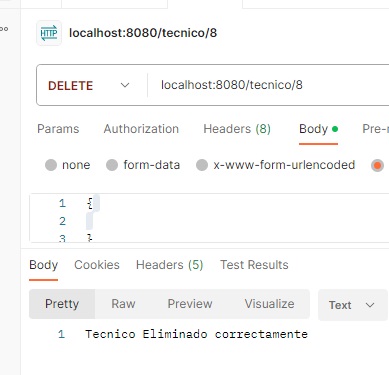 HTTP localhost:8080/tecnico/8
DELETE localhost:8080/tecnico/8
Params Authorization Headers (8) Body
none form-data x-www-form-urlencoded
1 {
2
3 }
Body Cookies Headers (5) Test Results
Pretty Raw Preview Visualize Text
1 Tecnico Eliminado correctamente